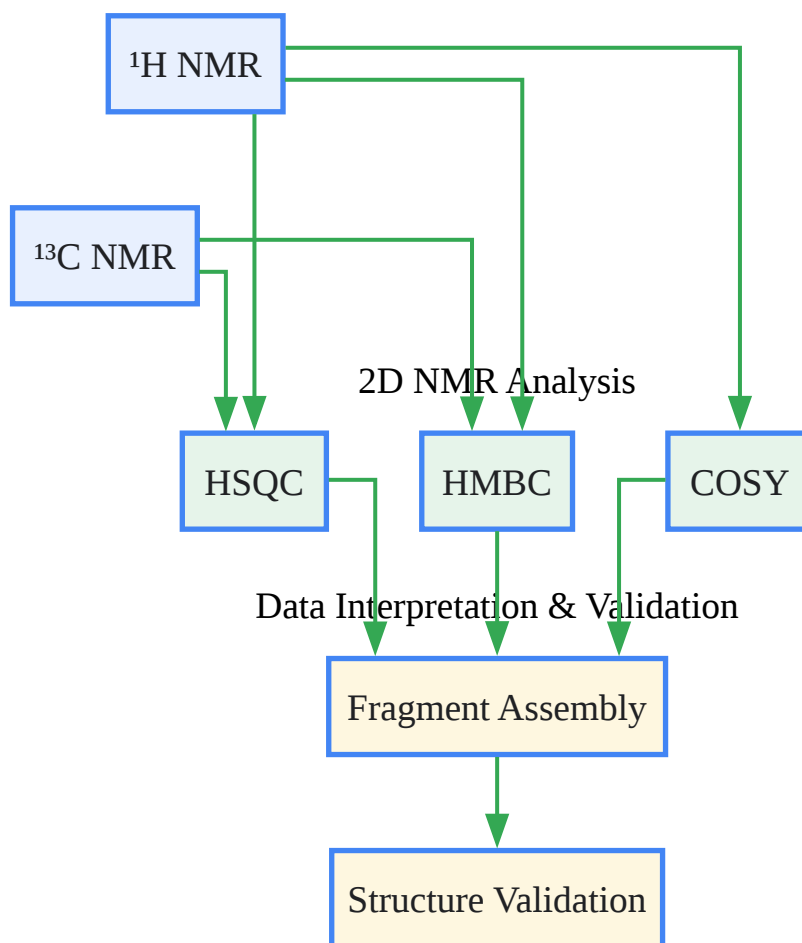 ¹H NMR
¹³C NMR
2D NMR Analysis
HSQC
HMBC
COSY
Data Interpretation & Validation
Fragment Assembly
Structure Validation